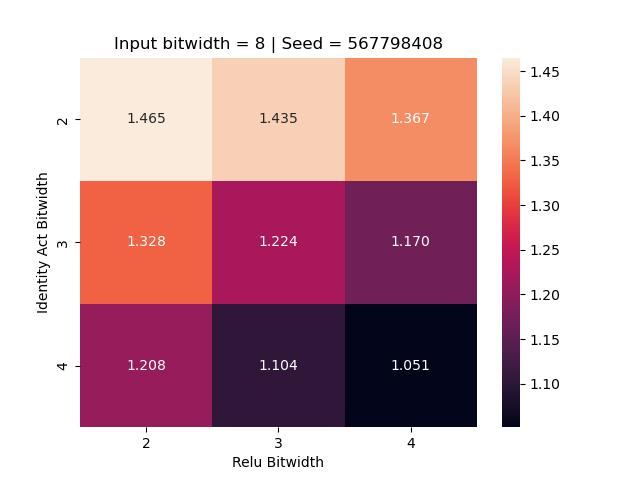 Input bitwidth = 8 | Seed = 567798408
Identity Act Bitwidth
2
1.465 1.435 1.367
3
1.328 1.224 1.170
4
1.208 1.104 1.051
2 3 4
Relu Bitwidth
1.45
1.40
1.35
1.30
1.25
1.20
1.15
1.10